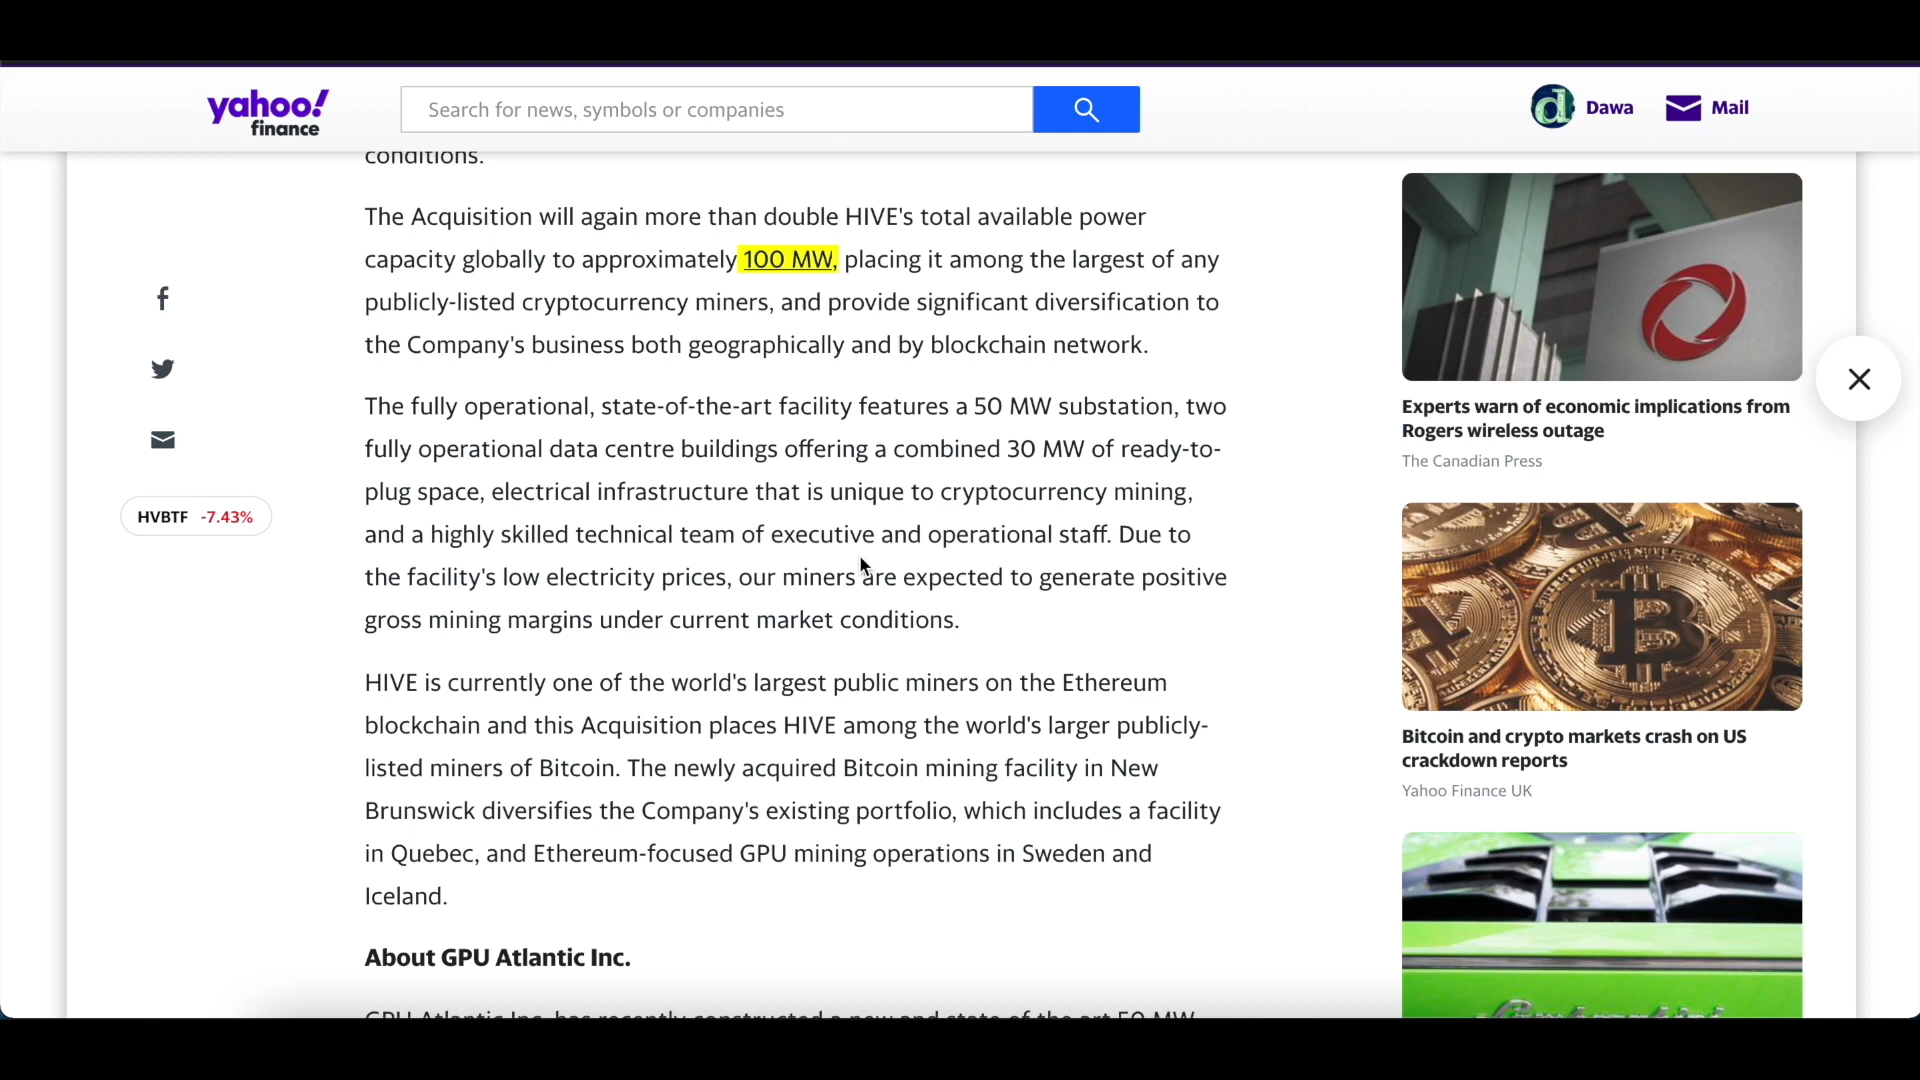 yahoo!
finance
Search for news, symbols or companies
Dawa
Mail
conditions.
The Acquisition will again more than double HIVE's total available power
capacity globally to approximately 100 MW, placing it among the largest of any
publicly-listed cryptocurrency miners, and provide significant diversification to
the Company's business both geographically and by blockchain network.
The fully operational, state-of-the-art facility features a 50 MW substation, two
fully operational data centre buildings offering a combined 30 MW of ready-to-
plug space, electrical infrastructure that is unique to cryptocurrency mining,
and a highly skilled technical team of executive and operational staff. Due to
the facility's low electricity prices, our miners are expected to generate positive
gross mining margins under current market conditions.
HIVE is currently one of the world's largest public miners on the Ethereum
blockchain and this Acquisition places HIVE among the world's larger publicly-
listed miners of Bitcoin. The newly acquired Bitcoin mining facility in New
Brunswick diversifies the Company's existing portfolio, which includes a facility
in Quebec, and Ethereum-focused GPU mining operations in Sweden and
Iceland.
About GPU Atlantic Inc.
GPU Atlantic Inc. has recently constructed a new and state of the art 50 MW
HVBTF -7.43%
Experts warn of economic implications from
Rogers wireless outage
The Canadian Press
Bitcoin and crypto markets crash on US
crackdown reports
Yahoo Finance UK